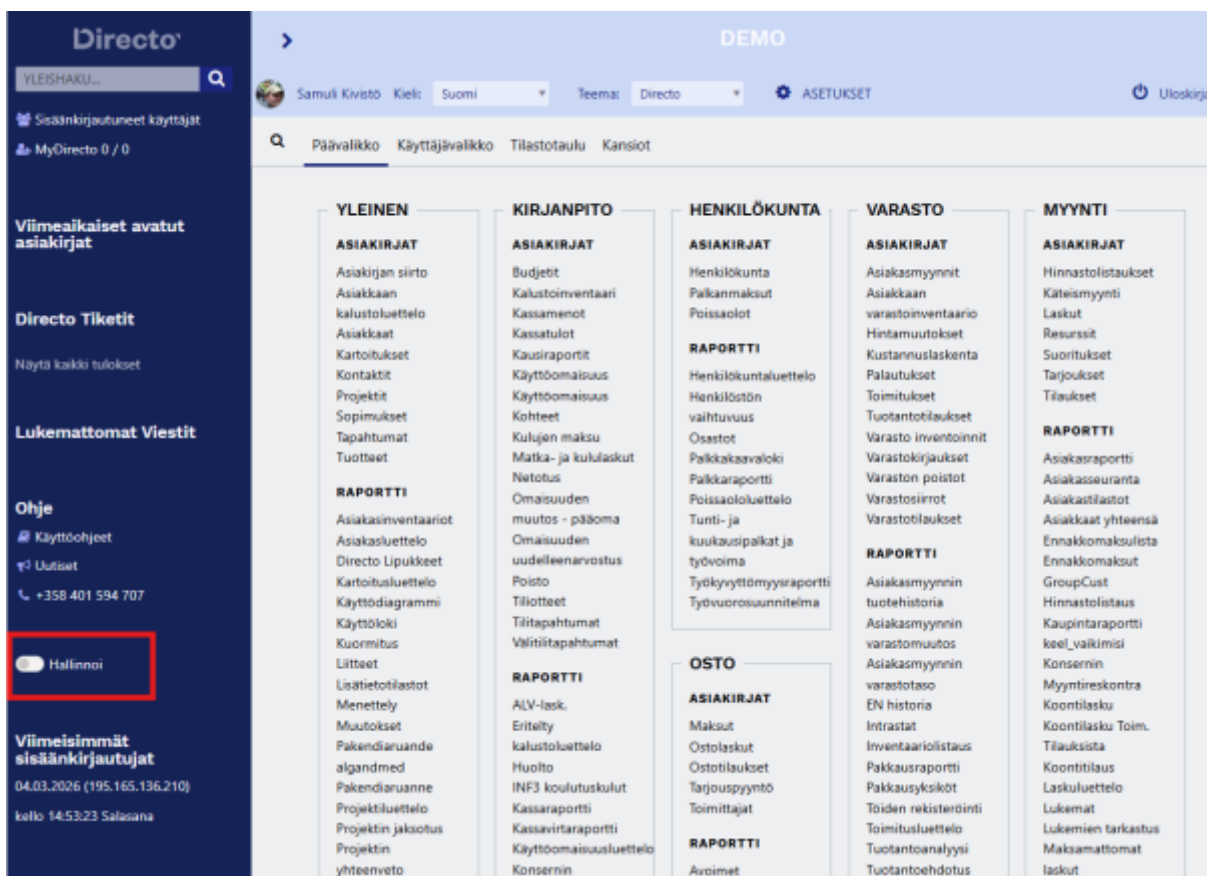 Directo
YLEISHAKU...
Sisäänkirjautuneet käyttäjät
MyDirecto 0 / 0
Viimeaikaiset avatut
asiakirjat
Directo Tiketit
Näytä kaikki tulokset
Lukemattomat Viestit
Ohje
Käyttöohjeet
Uutiset
+358 401 594 707
Hallinnoi
Viimeisimmät
sisäänkirjautujat
04.03.2026 (195.165.136.210)
kello 14:53:23 Salasana
DEMO
Samuli Kivistö Kieli: Suomi Teema: Directo ASETUKSET Uloskirja
Päävalikko Käyttäjävalikko Tilastotaulu Kansiot
YLEINEN
ASIAKIRJAT
Asiakirjan siirto
Asiakkaan
kalustoluettelo
Asiakkaat
Kartoitukset
Kontaktit
Projektit
Sopimukset
Tapahtumat
Tuotteet
RAPORTTI
Asiakasinventaariot
Asiakasluettelo
Directo Lipukkeet
Kartoitusluettelo
Käyttödiagrammi
Käyttöloki
Kuormitus
Liitteet
Lisätietotilastot
Menettely
Muutokset
Pakendiaruande
algandmed
Pakendiaruanne
Projektiluettelo
Projektin jaksotus
Projektin
yhteenveto
KIRJANPITO
ASIAKIRJAT
Budjetit
Kalustoinventaari
Kassamenot
Kassatulot
Kausiraportit
Käyttöomaisuus
Käyttöomaisuus
Kohteet
Kulujen maksu
Matka- ja kululaskut
Netotus
Omaisuuden
muutos - pääoma
Omaisuuden
uudelleenarvostus
Poisto
Tiliotteet
Tilitapahtumat
Välitilitapahtumat
RAPORTTI
ALV-lask.
Eritelty
kalustoluettelo
Huolto
INF3 koulutuskulut
Kassaraportti
Kassavirtaraportti
Käyttöomaisuusluettelo
Konsernin
HENKILÖKUNTA
ASIAKIRJAT
Henkilökunta
Palkanmaksut
Poissaolot
RAPORTTI
Henkilökuntaluettelo
Henkilöstön
vaihtuvuus
Osastot
Palkkakaavaloki
Palkkaraportti
Poissaololuettelo
Tunti- ja
kuukausipalkat ja
työvoima
Työkyvyttömyysraportti
Työvuorosuunnitelma
OSTO
ASIAKIRJAT
Maksut
Ostolaskut
Ostotilaukset
Tarjouspyyntö
Toimittajat
RAPORTTI
Avoimet
VARASTO
ASIAKIRJAT
Asiakasmyynnit
Asiakkaan
varastoinventaario
Hintamuutokset
Kustannuslaskenta
Palautukset
Toimitukset
Tuotantotilaukset
Varasto inventoinnit
Varastokirjaukset
Varaston poistot
Varastosiirrot
Varastotilaukset
RAPORTTI
Asiakasmyynnin
tuotehistoria
Asiakasmyynnin
varastomuutos
Asiakasmyynnin
varastotaso
EN historia
Intrastat
Inventaariolistaus
Pakkausraportti
Pakkausyksiköt
Töiden rekisteröinti
Toimitusluettelo
Tuotantoanalyysi
Tuotantoehdotus
MYYNTI
ASIAKIRJAT
Hinnastolistaukset
Käteismyynti
Laskut
Resurssit
Suoritukset
Tarjoukset
Tilaukset
RAPORTTI
Asiakasraportti
Asiakasseuranta
Asiakastilastot
Asiakkaat yhteensä
Ennakkomaksulista
Ennakkomaksut
GroupCust
Hinnastolistaus
Kaupintaraportti
keel_vaikimisi
Konsernin
Myyntireskontra
Koontilasku
Koontilasku Toim.
Tilauksista
Koontitilaus
Laskuluettelo
Lukemat
Lukemien tarkastus
Maksamattomat
laskut